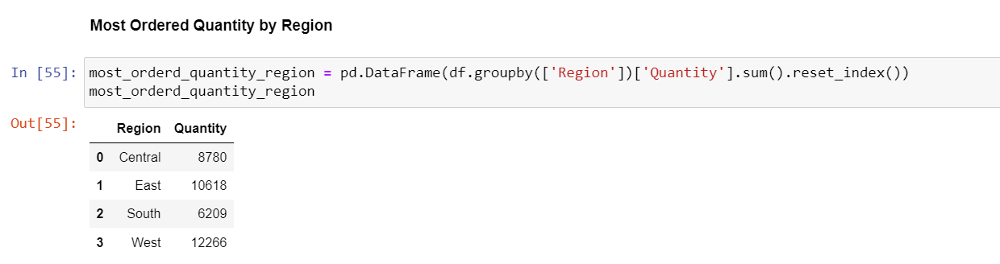 Most Ordered Quantity by Region
In [55]: most_orderd_quantity_region = pd.DataFrame(df.groupby(['Region'])['Quantity'].sum().reset_index())
most_orderd_quantity_region
Out[55]:
Region Quantity
0 Central 8780
1 East 10618
2 South 6209
3 West 12266